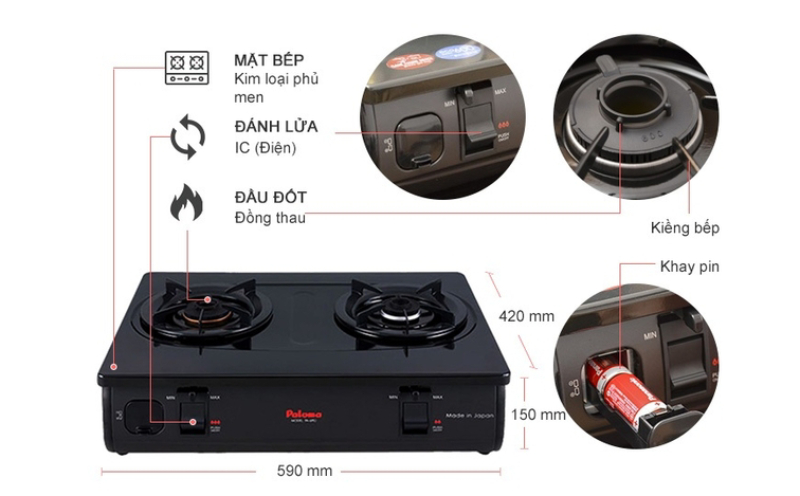 MẶT BẾP
Kim loại phủ
men
ĐÁNH LỬA
IC (Điện)
ĐẦU ĐỐT
Đồng thau
MIN
MAX
PUSH
Kiềng bếp
Khay pin
MIN
420 mm
150 mm
590 mm
MIN
MAX
Paloma
MIN
MAX
Made in Japan